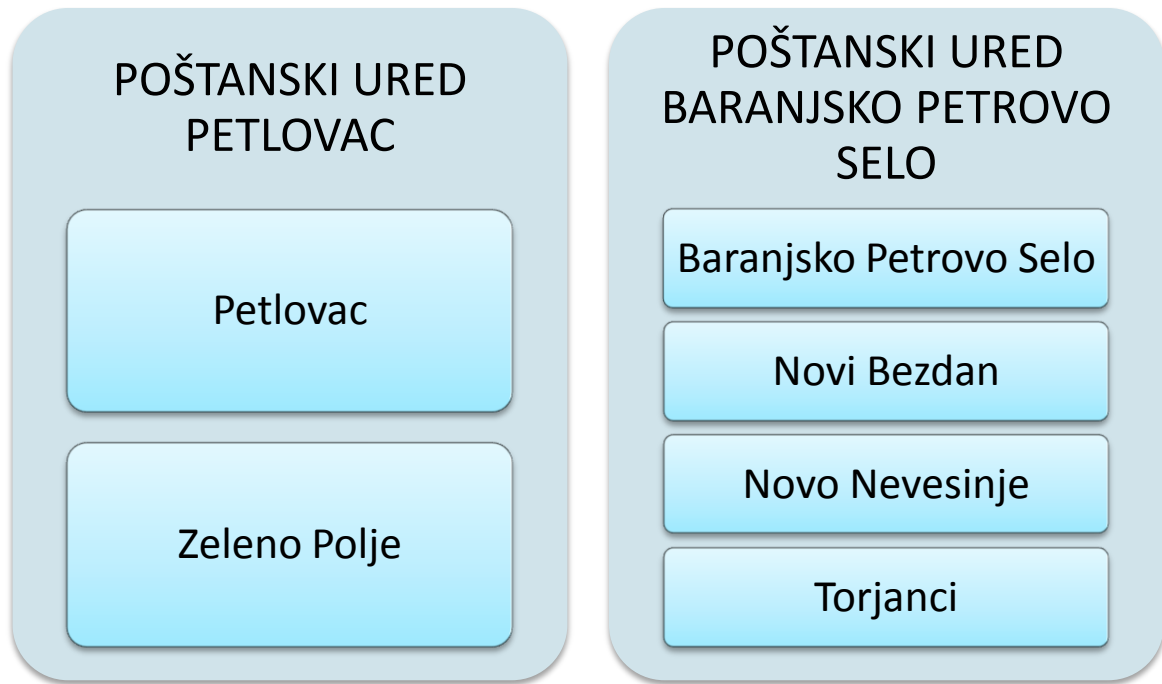 POŠTANSKI URED
PETLOVAC
Petlovac
Zeleno Polje
POŠTANSKI URED
BARANJSKO PETROVO
SELO
Baranjsko Petrovo Selo
Novi Bezdan
Novo Nevesinje
Torjanci